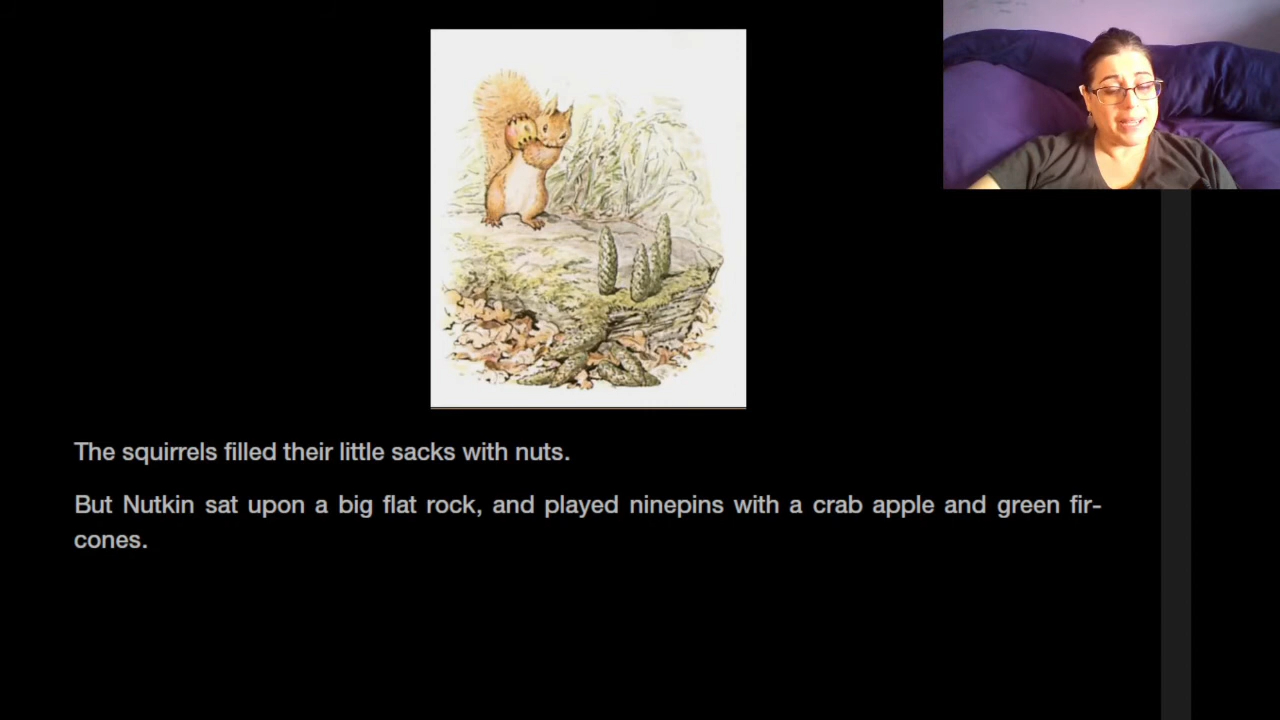 The squirrels filled their little sacks with nuts.
But Nutkin sat upon a big flat rock, and played ninepins with a crab apple and green fir-
cones.